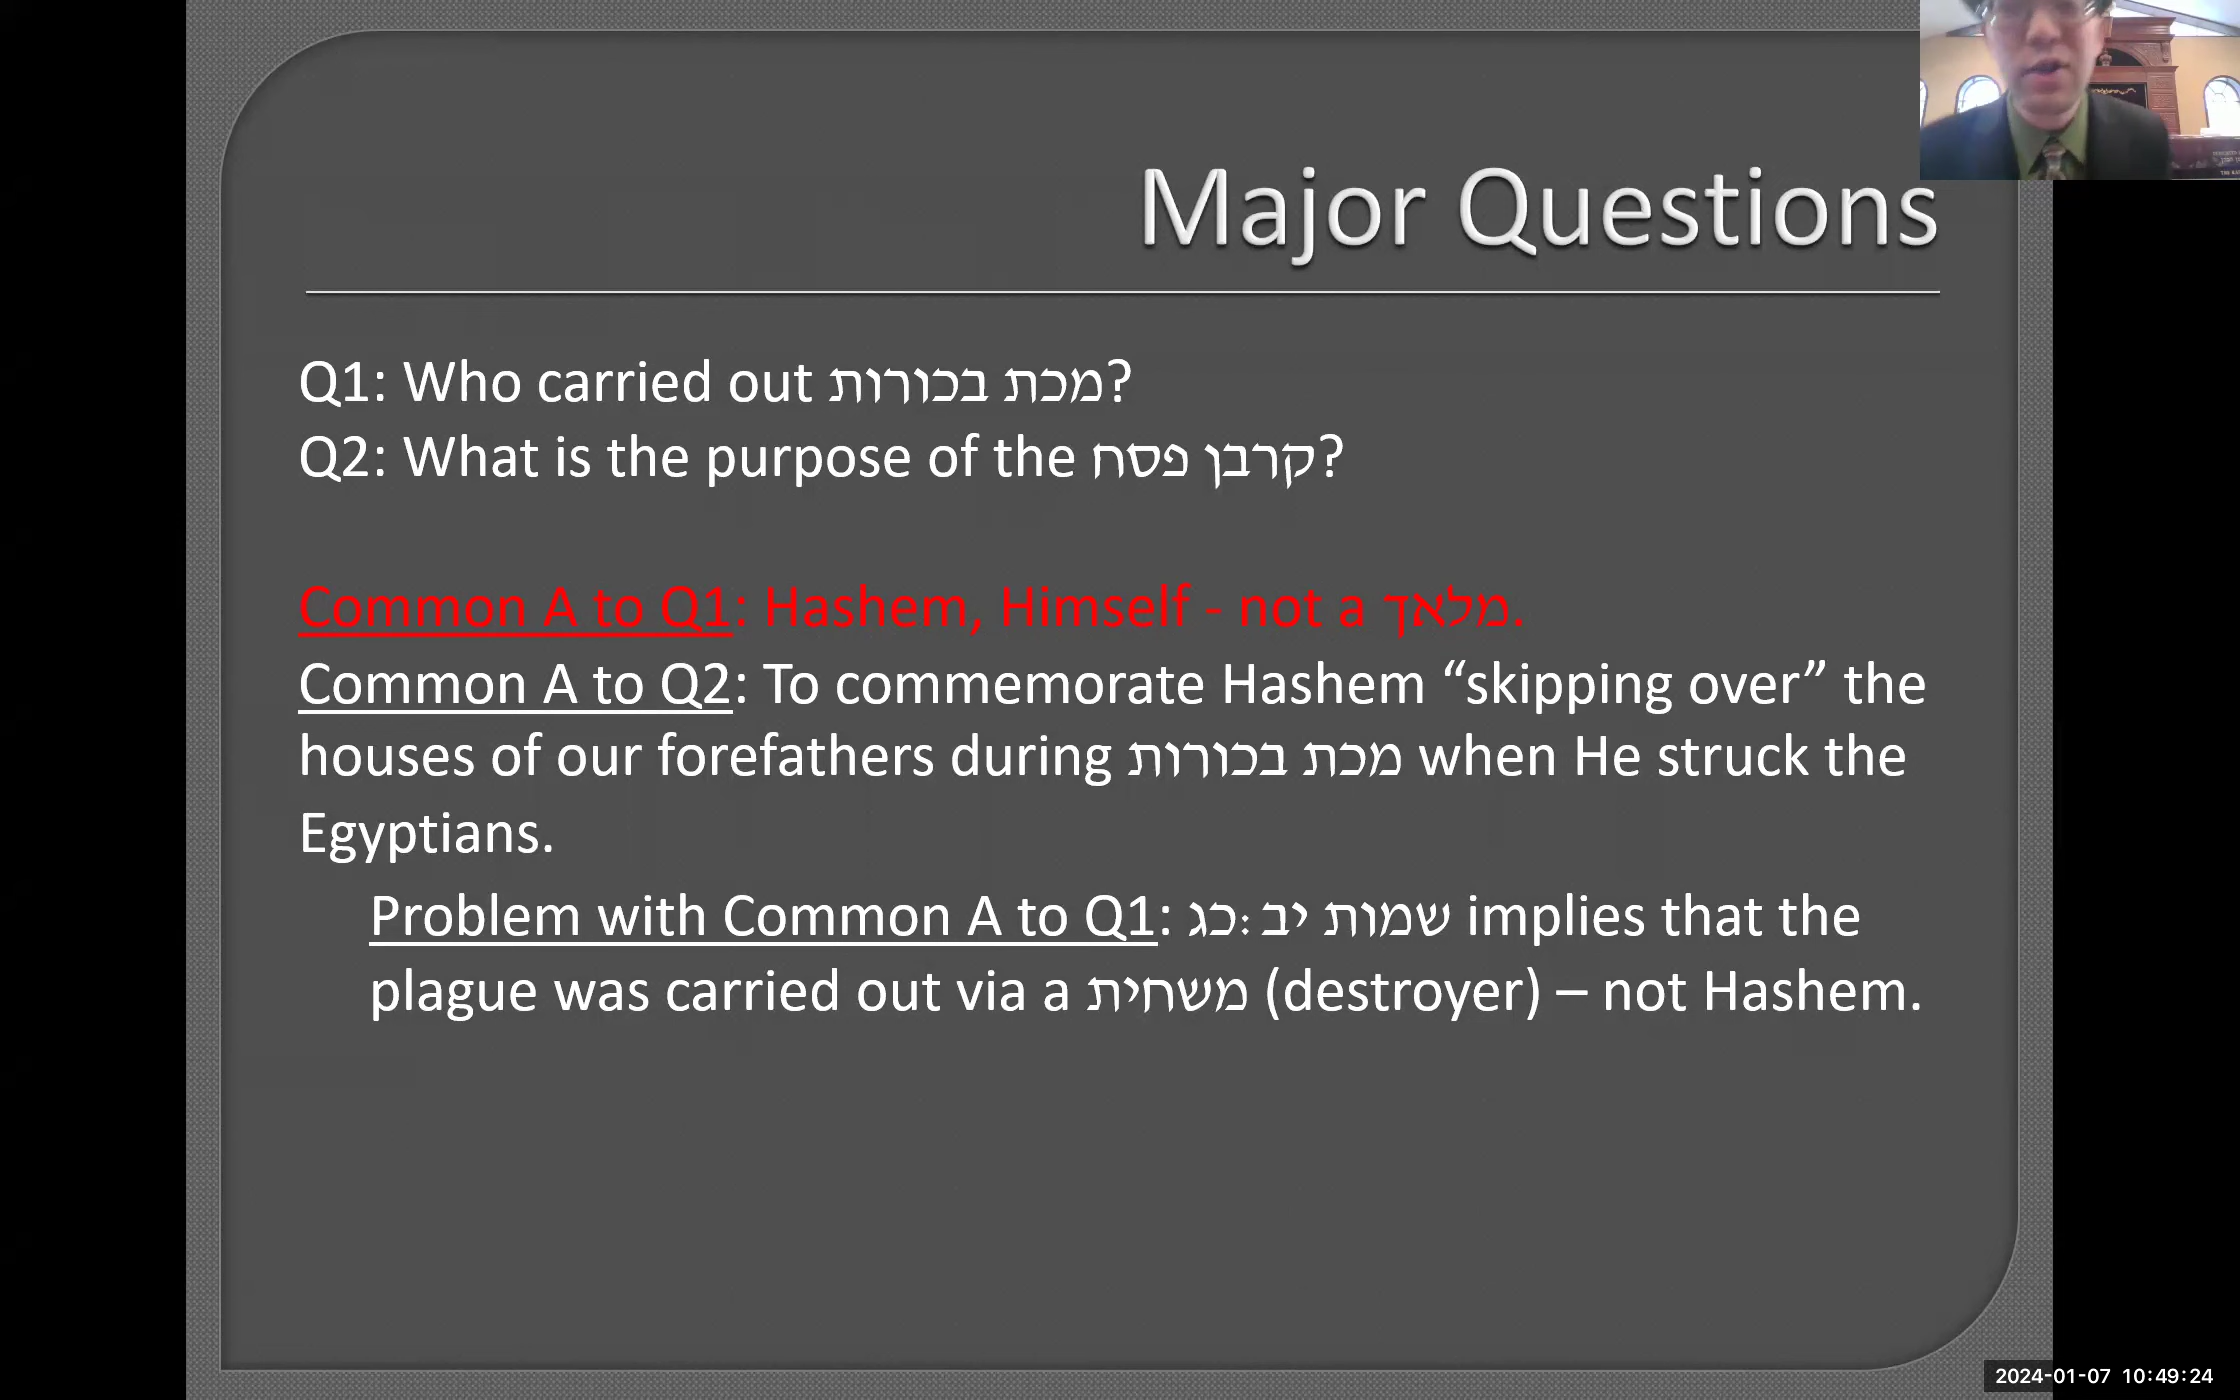 Major Questions
Q1: Who carried out מכת בכורות?
Q2: What is the purpose of the קרבן פסח?
Common A to Q1: Hashem, Himself - not a מלאך.
Common A to Q2: To commemorate Hashem “skipping over” the
houses of our forefathers during מכת בכורות when He struck the
Egyptians.
Problem with Common A to Q1: שמות יב:כג implies that the
plague was carried out via a משחית (destroyer) – not Hashem.
2024-01-07 10:49:24